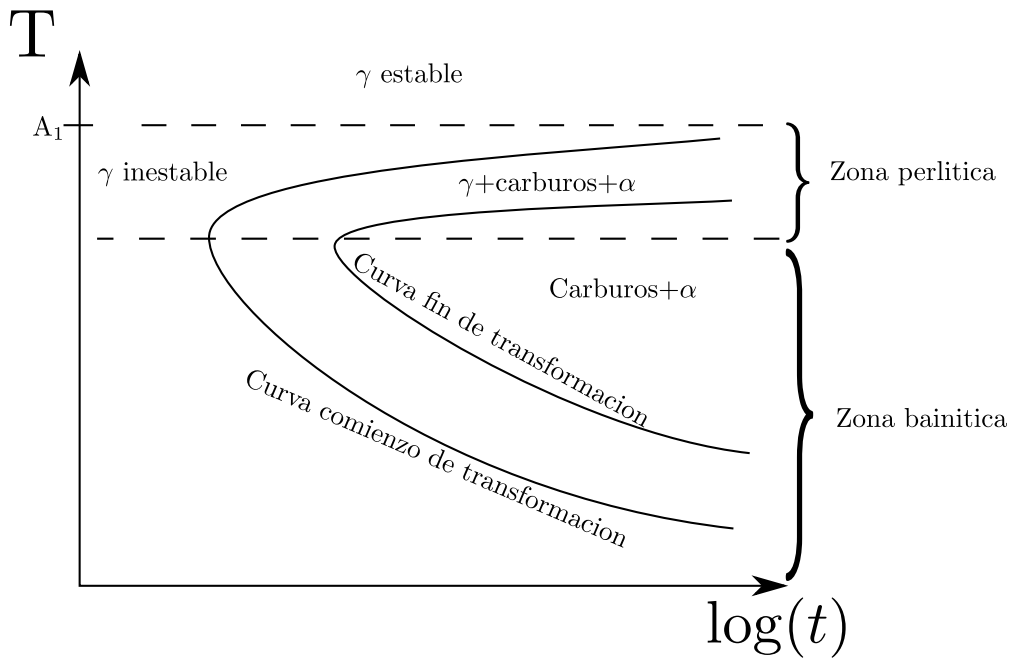 T
γ estable
A₁
γ inestable
γ+carburos+α
Zona perlitica
Curva fin de transformacion
Carburos+α
Curva comienzo de transformacion
Zona bainitica
log(t)